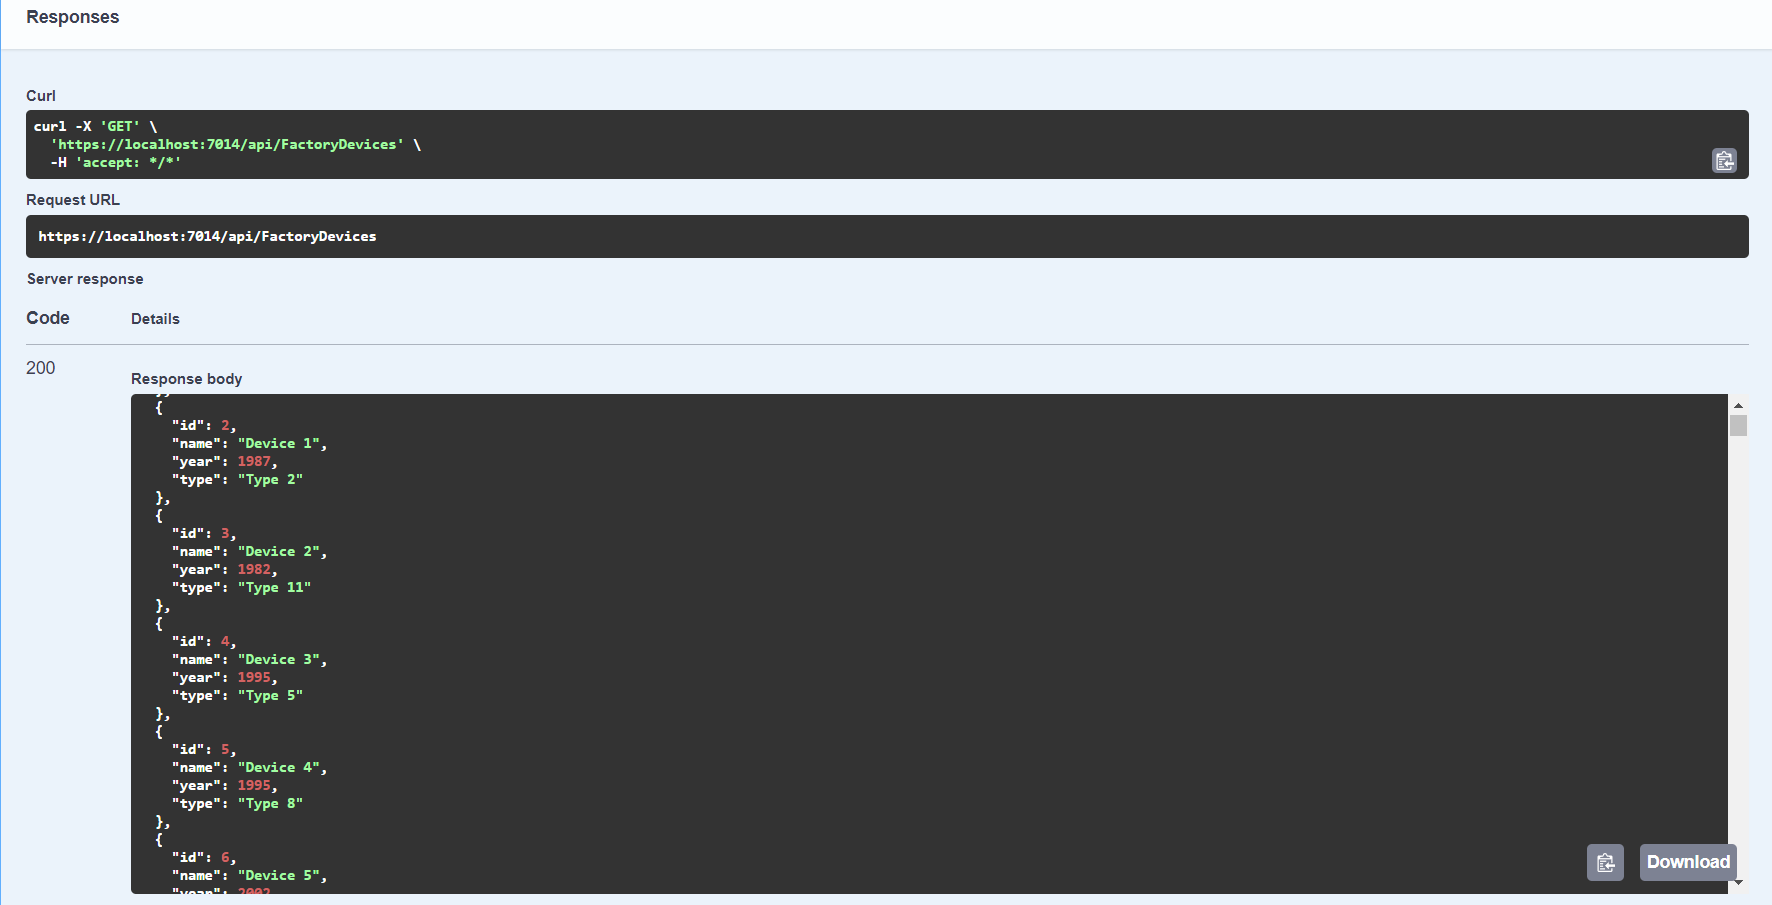 Responses
Curl
curl -X 'GET' \
'https://localhost:7014/api/FactoryDevices' \
-H 'accept: */*'
Request URL
https://localhost:7014/api/FactoryDevices
Server response
Code Details
200
Response body
},
{
"id": 2,
"name": "Device 1",
"year": 1987,
"type": "Type 2"
},
{
"id": 3,
"name": "Device 2",
"year": 1982,
"type": "Type 11"
},
{
"id": 4,
"name": "Device 3",
"year": 1995,
"type": "Type 5"
},
{
"id": 5,
"name": "Device 4",
"year": 1995,
"type": "Type 8"
},
{
"id": 6,
"name": "Device 5",
"year": 2002
Download